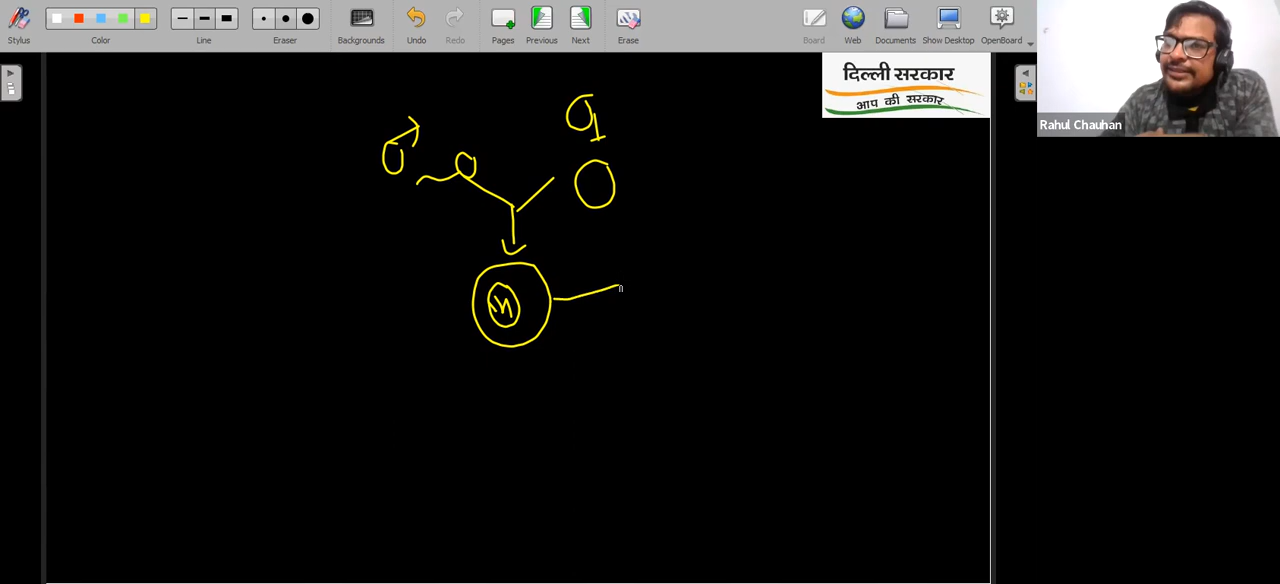 Stylus Color Line Eraser Backgrounds Undo Redo Pages Previous Next Erase Board Web Documents Show Desktop OpenBoard
दिल्ली सरकार
आप की सरकार
Rahul Chauhan